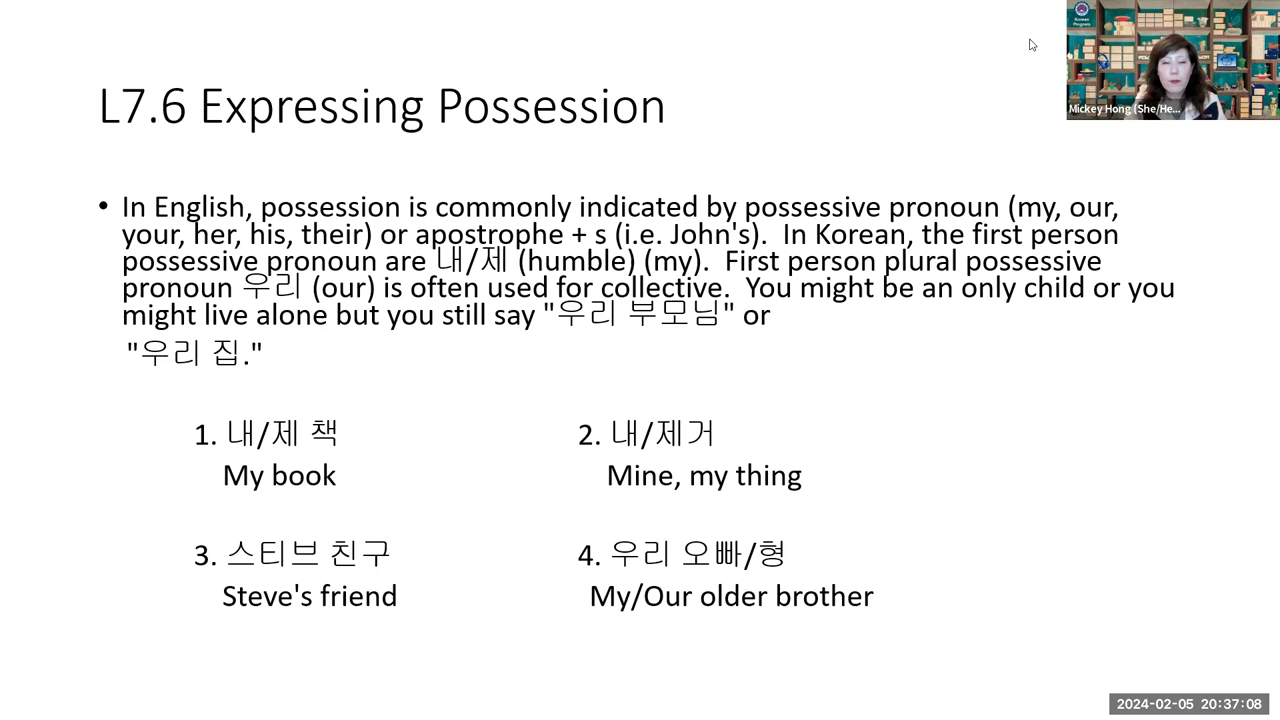 Korean
Program
Mickey Hong (She/He...
L7.6 Expressing Possession
• In English, possession is commonly indicated by possessive pronoun (my, our,
your, her, his, their) or apostrophe + s (i.e. John's).  In Korean, the first person
possessive pronoun are 내/제 (humble) (my).  First person plural possessive
pronoun 우리 (our) is often used for collective.  You might be an only child or you
might live alone but you still say "우리 부모님" or
"우리 집."
1. 내/제 책
My book
2. 내/제거
Mine, my thing
3. 스티브 친구
Steve's friend
4. 우리 오빠/형
My/Our older brother
2024-02-05 20:37:08